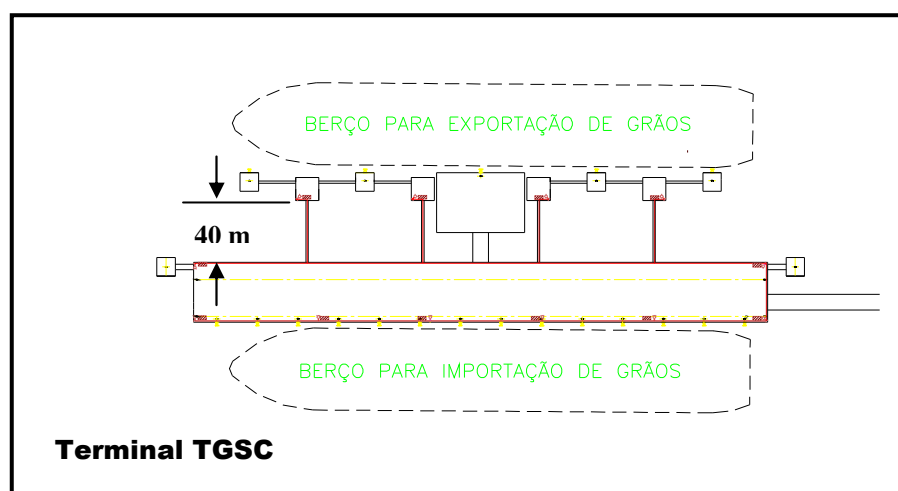 BERÇO PARA EXPORTAÇÃO DE GRÃOS
40 m
BERÇO PARA IMPORTAÇÃO DE GRÃOS
Terminal TGSC